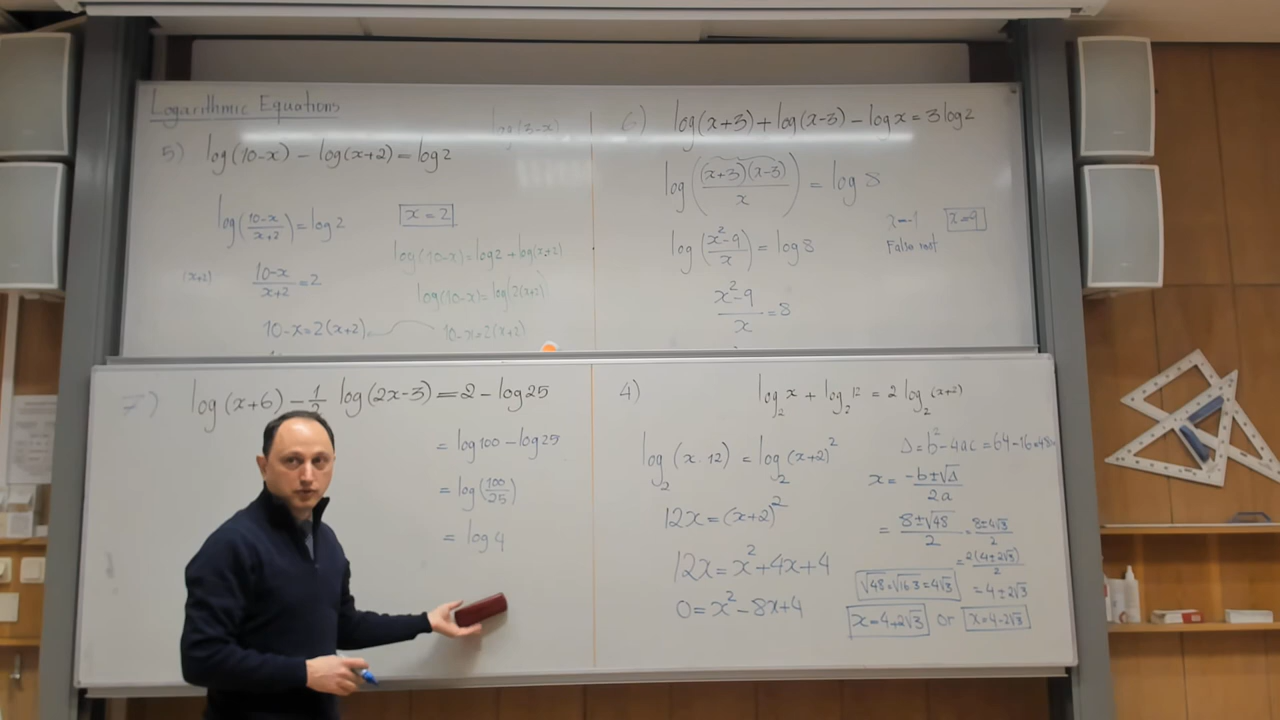 Logarithmic Equations
5) log(10-x) - log(x+2) = log2
log((10-x)/(x+2)) = log2
x=2
(x+2) (10-x)/(x+2) = 2
10-x=2(x+2)
log(10-x)=log2+log(x+2)
log(10-x)=log(2(x+2))
10-x=2(x+2)
log(3-x)
6) log(x+3)+log(x-3) - logx = 3log2
log((x+3)(x-3)/x) = log 8
log((x²-9)/x) = log 8
(x²-9)/x = 8
x=-1 x=9
False root
7) log(x+6) - 1/2 log(2x-3) = 2 - log25
= log100 - log25
= log(100/25)
= log4
4) log₂x + log₂12 = 2log₂(x+2)
log₂(x·12) = log₂(x+2)²
12x=(x+2)²
12x=x²+4x+4
0=x²-8x+4
Δ=b²-4ac=64-16=48
x = (-b±√Δ)/2a
= (8±√48)/2 = (8±4√3)/2
= 2(4±2√3)/2
√48=√16·3=4√3 = 4±2√3
x=4+2√3 or x=4-2√3